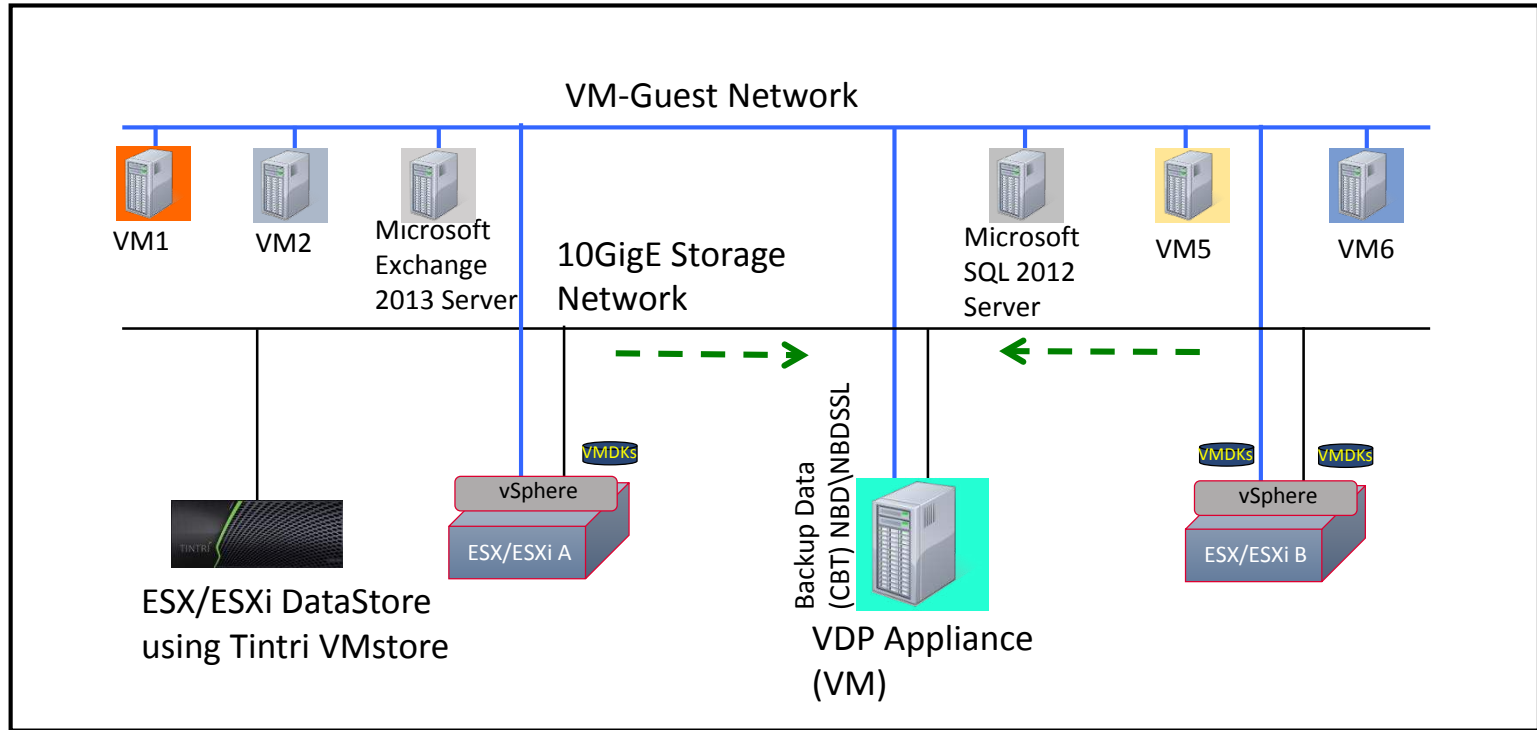 VM-Guest Network
VM1
VM2
Microsoft
Exchange
2013 Server
10GigE Storage
Network
Microsoft
SQL 2012
Server
VM5
VM6
VMDKs
vSphere
ESX/ESXi A
TINTRI
ESX/ESXi DataStore
using Tintri VMstore
Backup Data
(CBT) NBD\NBDSSL
VDP Appliance
(VM)
VMDKs
VMDKs
vSphere
ESX/ESXi B